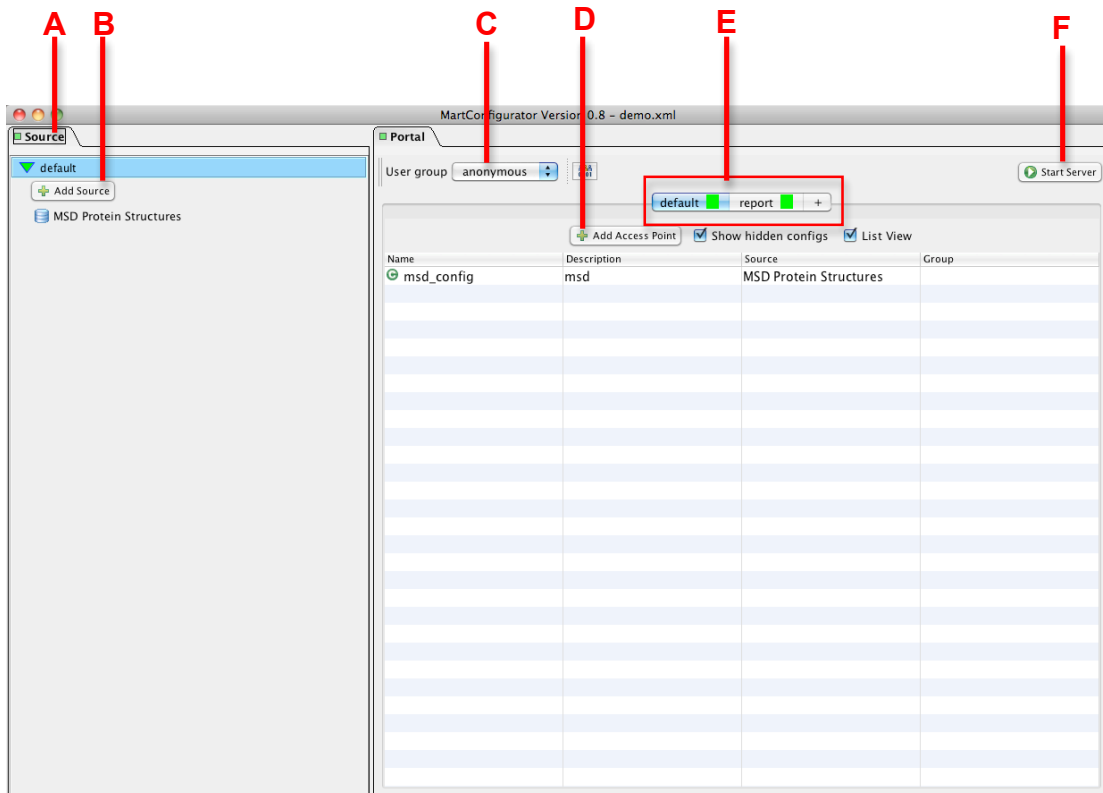 A B C D E F
MartConfigurator Version 0.8 – demo.xml
Source
Portal
default
User group anonymous
Start Server
Add Source
default report +
MSD Protein Structures
Add Access Point Show hidden configs List View
Name Description Source Group
msd_config msd MSD Protein Structures